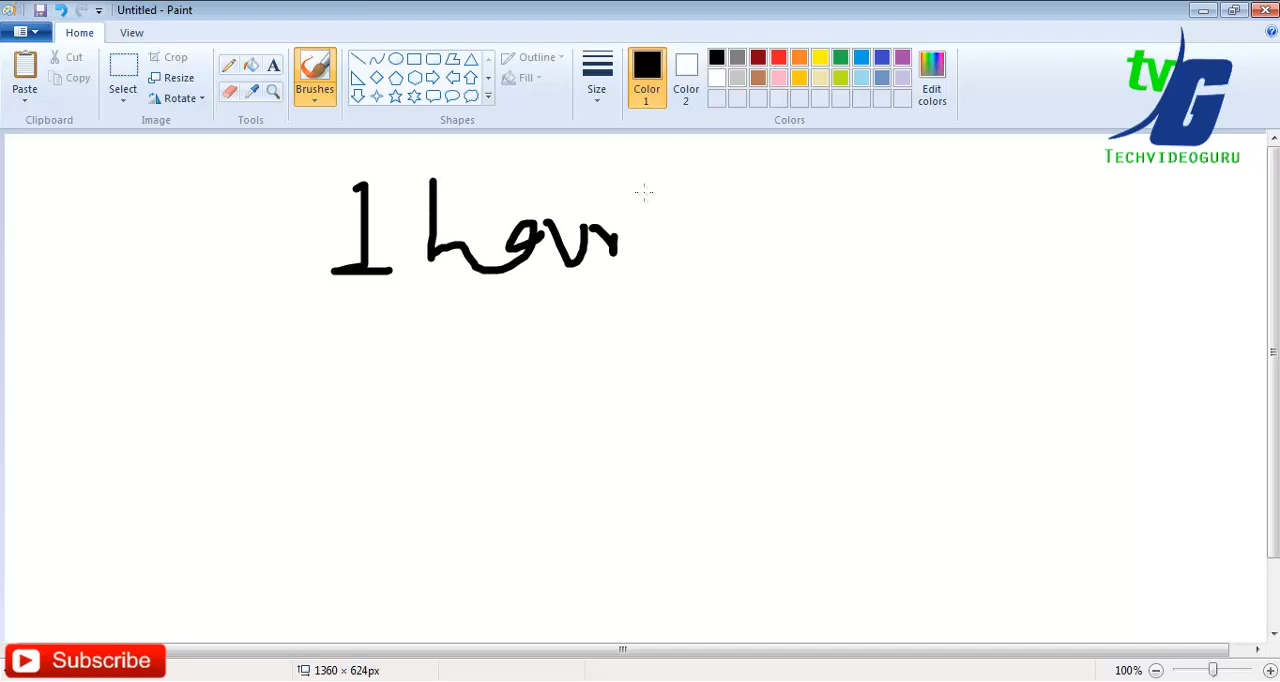 Untitled - Paint
Home View
Paste
Cut
Copy
Clipboard
Select
Crop
Resize
Rotate
Image
Tools
Brushes
Shapes
Outline
Fill
Size
Color 1
Color 2
Colors
Edit colors
tvG
TECHVIDEOGURU
1 hour
Subscribe
1360 × 624px
100%